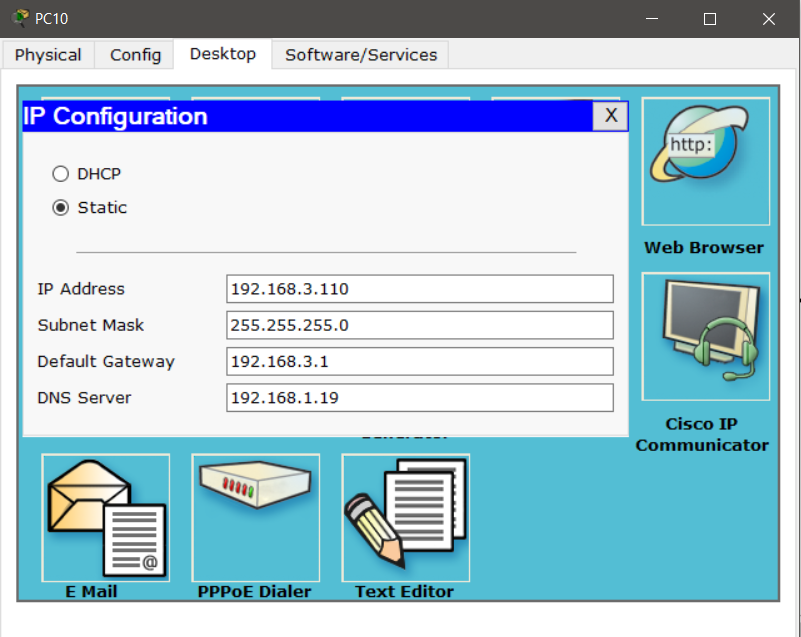 PC10
Physical Config Desktop Software/Services
IP Configuration X
http:
DHCP
Static
Web Browser
IP Address 192.168.3.110
Subnet Mask 255.255.255.0
Default Gateway 192.168.3.1
DNS Server 192.168.1.19
Cisco IP
Communicator
@
E Mail PPPoE Dialer Text Editor